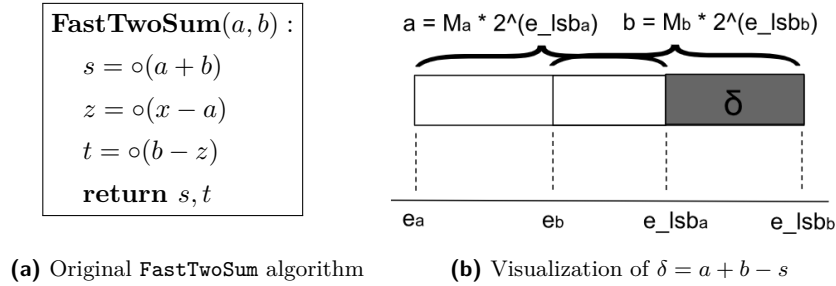 FastTwoSum(a, b) :
s = ∘(a + b)
z = ∘(x − a)
t = ∘(b − z)
return s, t
(a) Original FastTwoSum algorithm
a = Ma * 2^(e_lsba) b = Mb * 2^(e_lsbb)
δ
ea eb e_lsba e_lsbb
(b) Visualization of δ = a + b − s